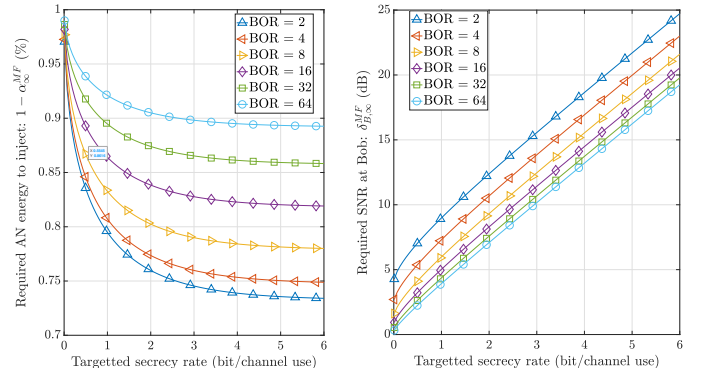 1
0.95
0.9
0.85
0.8
0.75
0.7
0
1
2
3
4
5
6
Required AN energy to inject: 1 − α_∞^MF (%)
Targetted secrecy rate (bit/channel use)
BOR = 2
BOR = 4
BOR = 8
BOR = 16
BOR = 32
BOR = 64
25
20
15
10
5
0
0
1
2
3
4
5
6
Required SNR at Bob: δ_{B,∞}^MF (dB)
Targetted secrecy rate (bit/channel use)
BOR = 2
BOR = 4
BOR = 8
BOR = 16
BOR = 32
BOR = 64